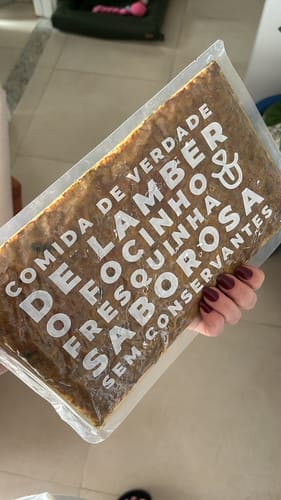 COMIDA DE VERDADE
DE LAMBER
O FOCINHO
FRESQUINHA &
SABOROSA
SEM CONSERVANTES